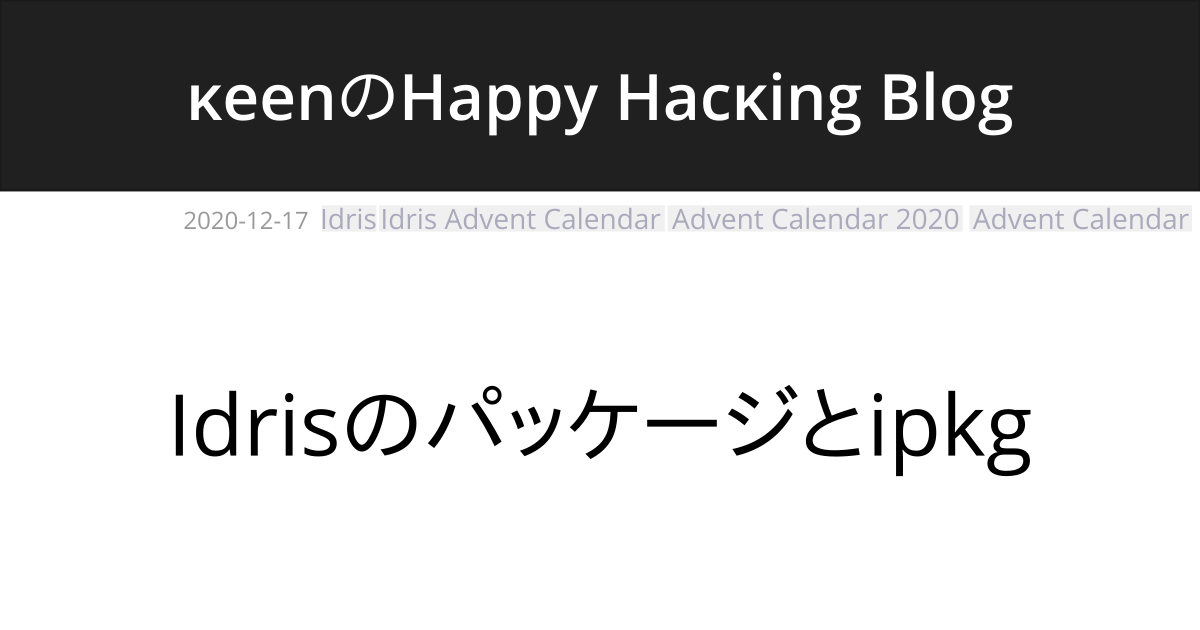 κeenのHappy Hacκing Blog
2020-12-17 Idris Idris Advent Calendar Advent Calendar 2020 Advent Calendar
Idrisのパッケージとipkg